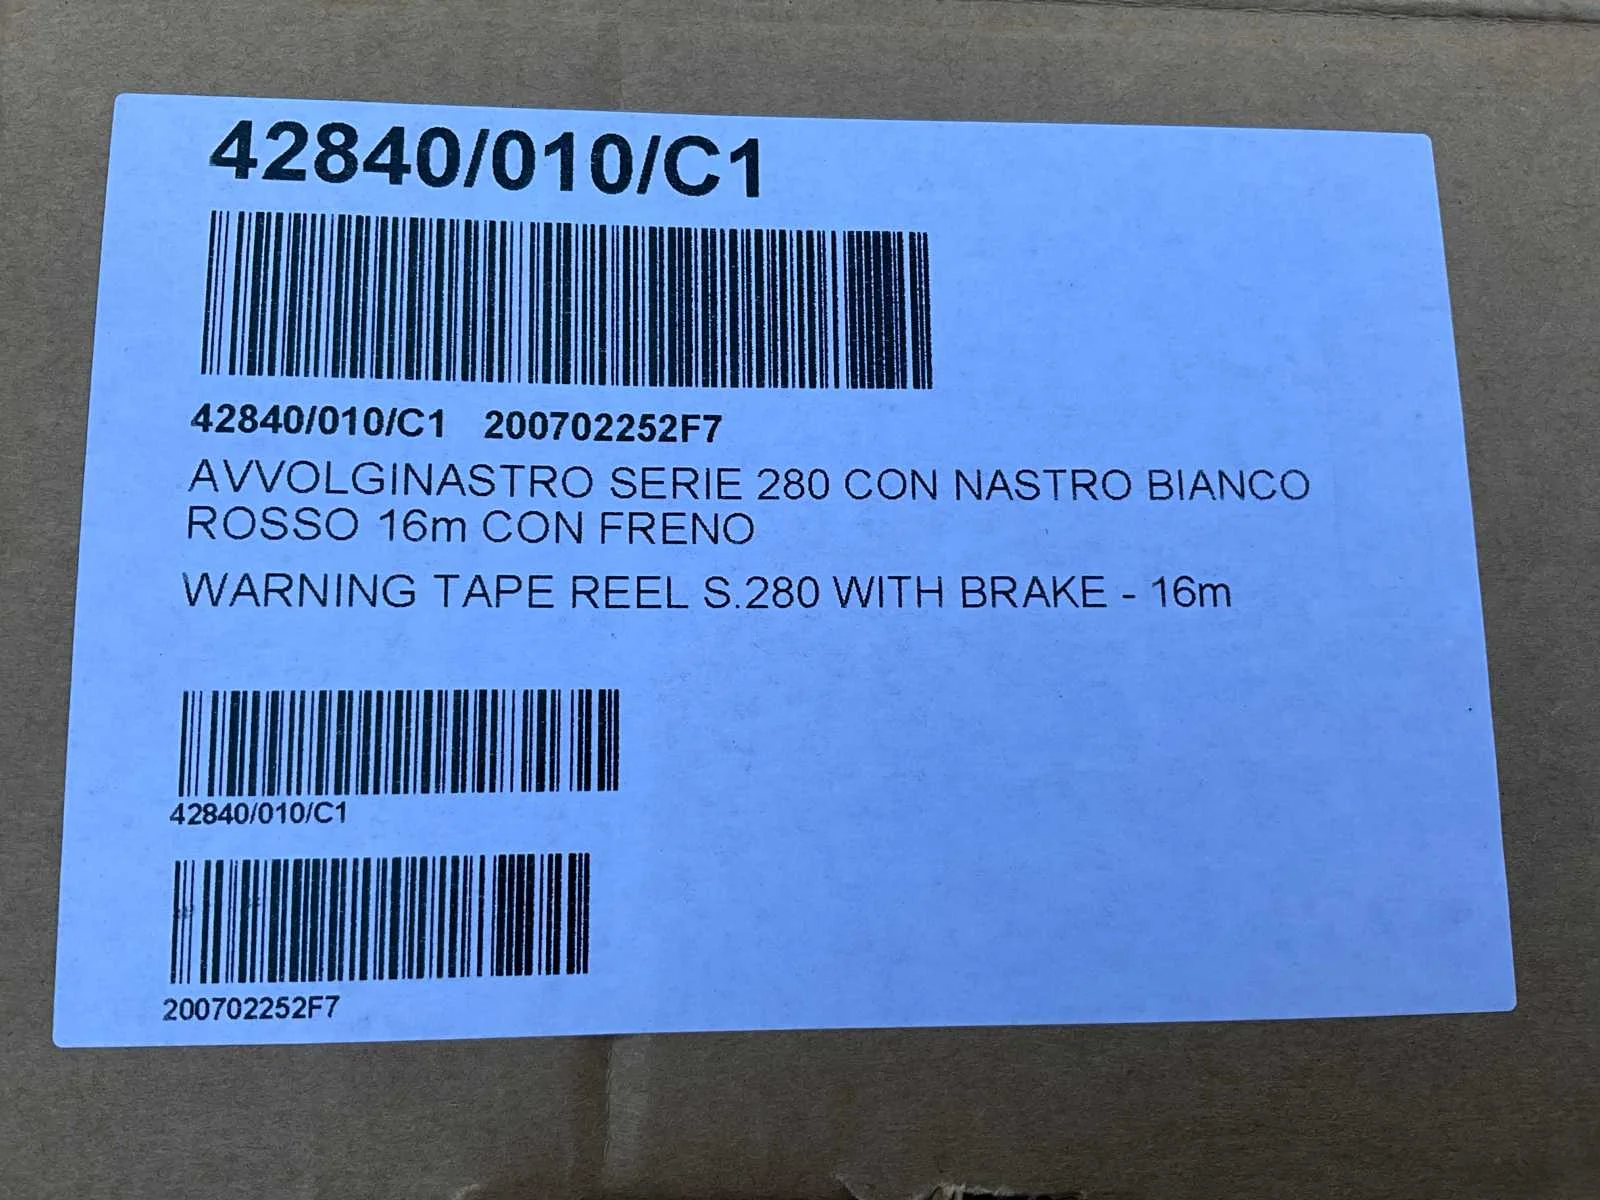 42840/010/C1
42840/010/C1 200702252F7
AVVOLGINASTRO SERIE 280 CON NASTRO BIANCO
ROSSO 16m CON FRENO
WARNING TAPE REEL S.280 WITH BRAKE - 16m
42840/010/C1
200702252F7